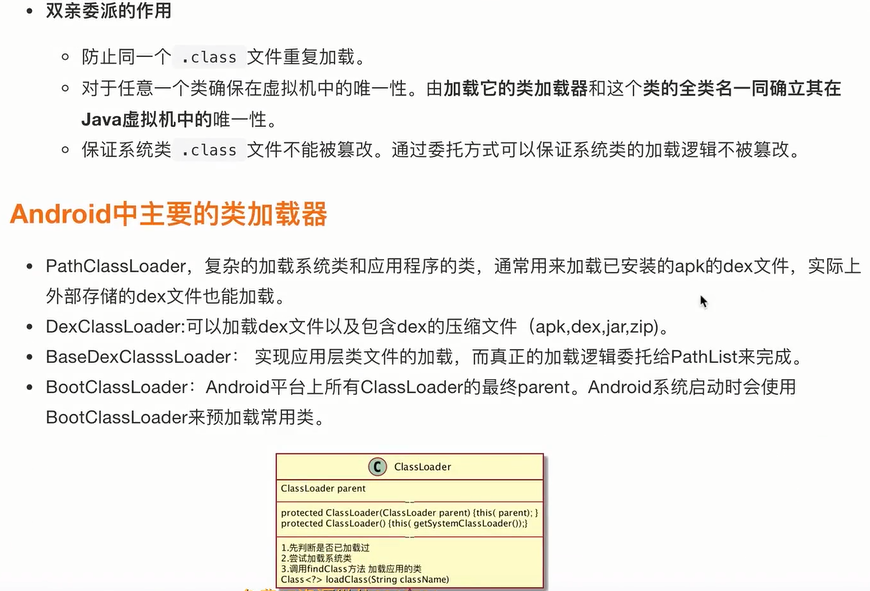 双亲委派的作用
防止同一个 .class 文件重复加载。
对于任意一个类确保在虚拟机中的唯一性。由加载它的类加载器和这个类的全类名一同确立其在
Java虚拟机中的唯一性。
保证系统类 .class 文件不能被篡改。通过委托方式可以保证系统类的加载逻辑不被篡改。
Android中主要的类加载器
PathClassLoader，复杂的加载系统类和应用程序的类，通常用来加载已安装的apk的dex文件，实际上
外部存储的dex文件也能加载。
DexClassLoader:可以加载dex文件以及包含dex的压缩文件（apk,dex,jar,zip)。
BaseDexClasssLoader： 实现应用层类文件的加载，而真正的加载逻辑委托给PathList来完成。
BootClassLoader：Android平台上所有ClassLoader的最终parent。Android系统启动时会使用
BootClassLoader来预加载常用类。
C ClassLoader
ClassLoader parent
protected ClassLoader(ClassLoader parent) {this( parent); }
protected ClassLoader() {this( getSystemClassLoader());}
1.先判断是否已加载过
2.尝试加载系统类
3.调用findClass方法 加载应用的类
Class<?> loadClass(String className)